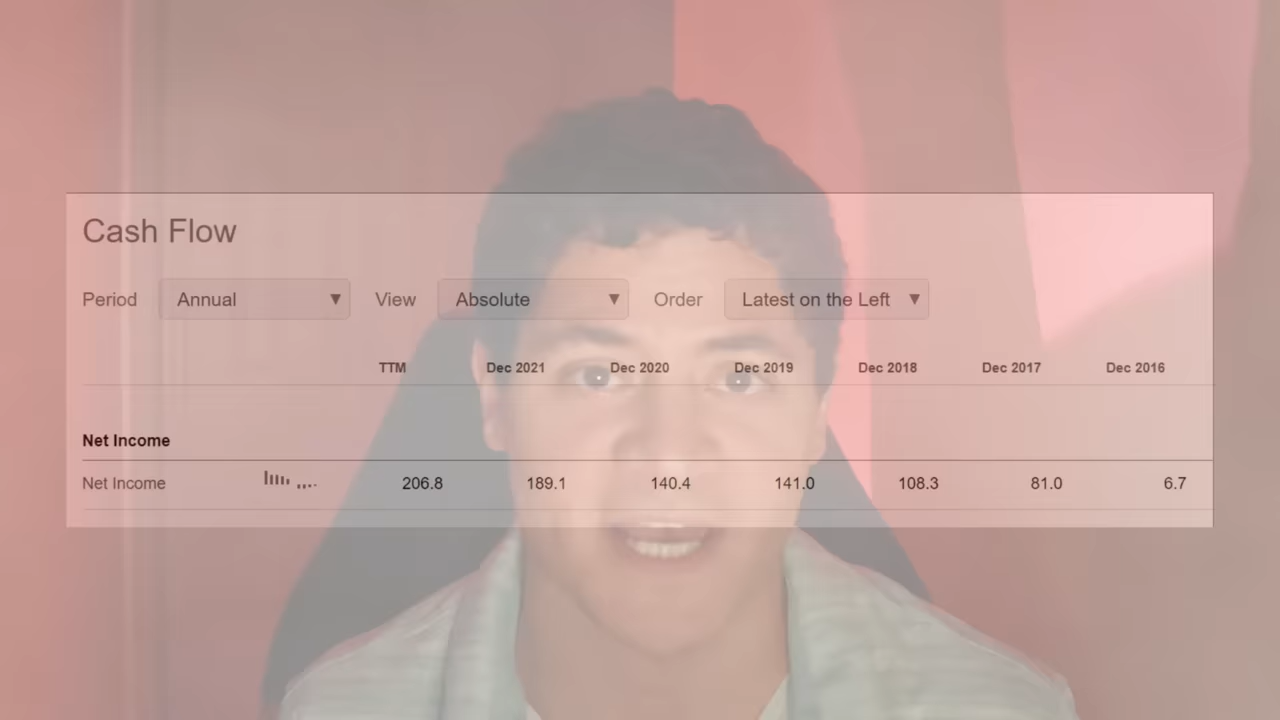 Cash Flow
Period Annual ▼ View Absolute ▼ Order Latest on the Left ▼
TTM Dec 2021 Dec 2020 Dec 2019 Dec 2018 Dec 2017 Dec 2016
Net Income
Net Income 206.8 189.1 140.4 141.0 108.3 81.0 6.7